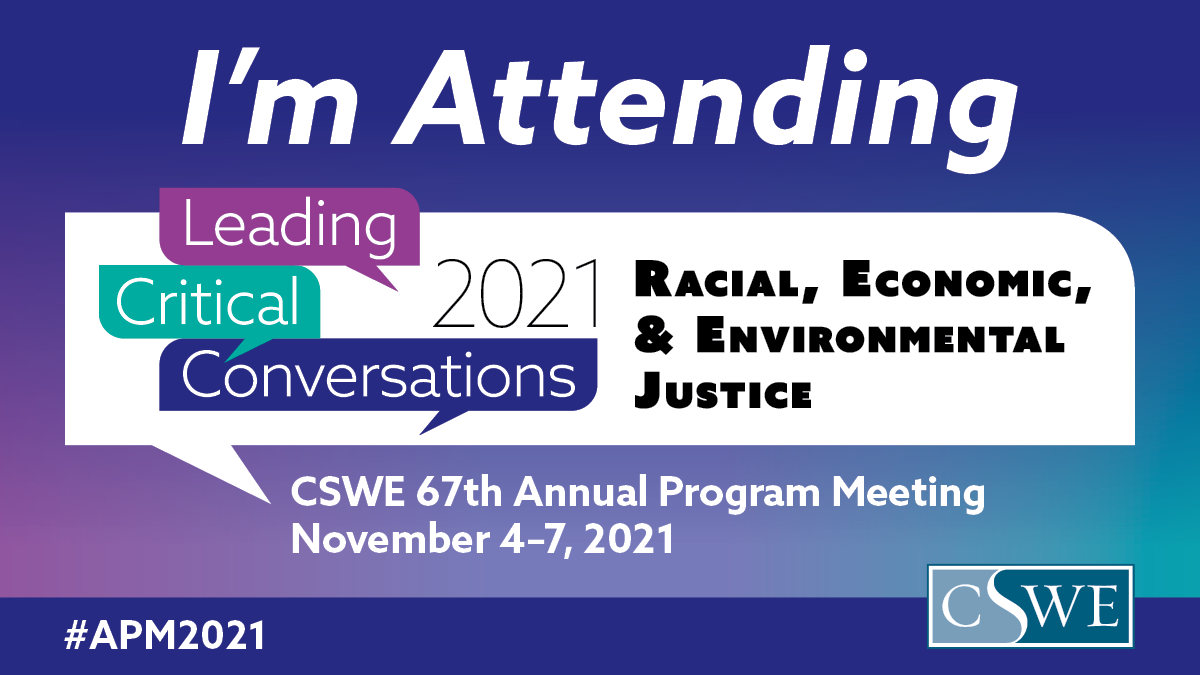 I'm Attending
Leading
Critical
Conversations
2021
RACIAL, ECONOMIC,
& ENVIRONMENTAL
JUSTICE
CSWE 67th Annual Program Meeting
November 4–7, 2021
#APM2021
CSWE